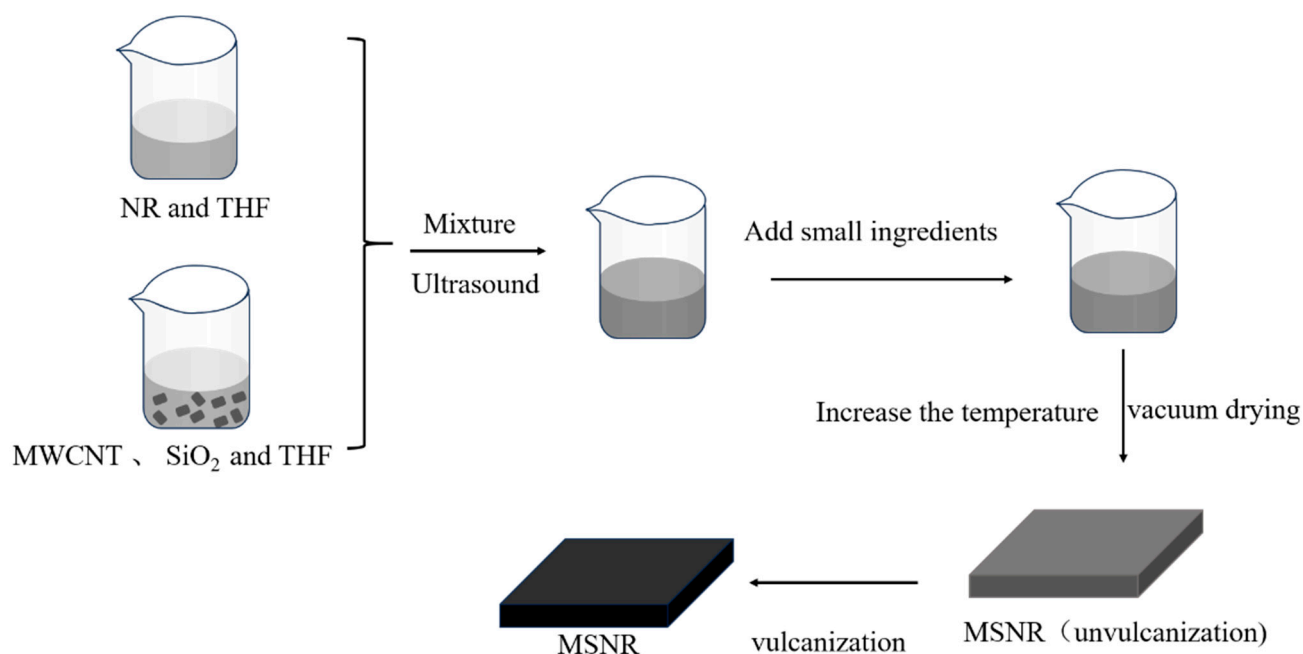 NR and THF
MWCNT 、 SiO₂ and THF
Mixture
Ultrasound
Add small ingredients
Increase the temperature
vacuum drying
MSNR（unvulcanization)
vulcanization
MSNR